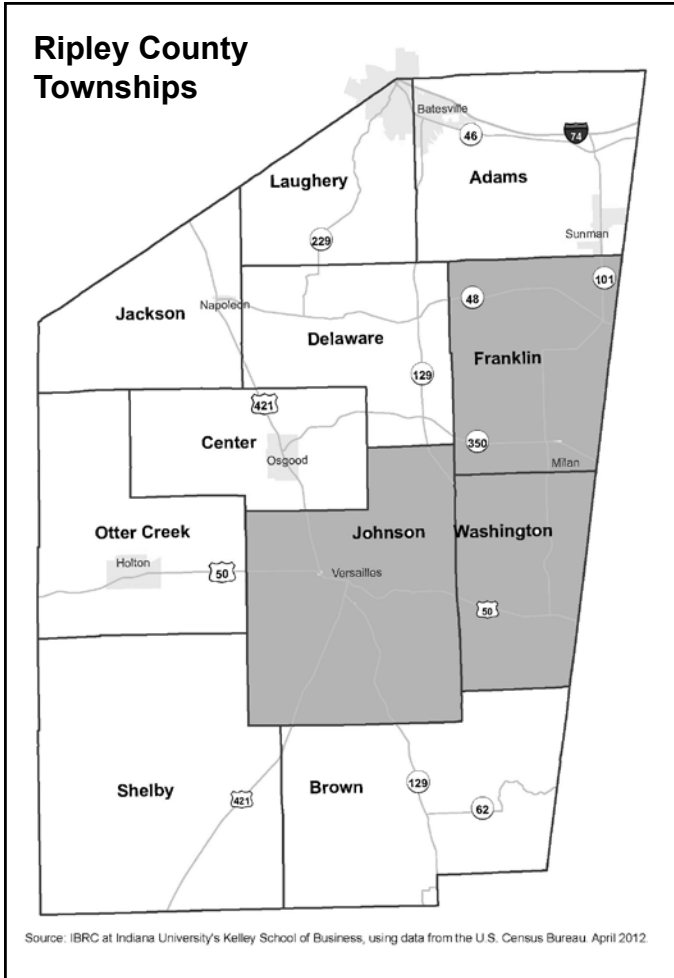 Ripley County
Townships
Batesville
46
74
Laughery
Adams
Sunman
229
101
Napoleon
48
Jackson
Delaware
Franklin
129
421
Center
350
Osgood
Milan
Otter Creek
Johnson
Washington
Holton
50
Versailles
50
Shelby
421
Brown
129
62
Source: IBRC at Indiana University's Kelley School of Business, using data from the U.S. Census Bureau. April 2012.